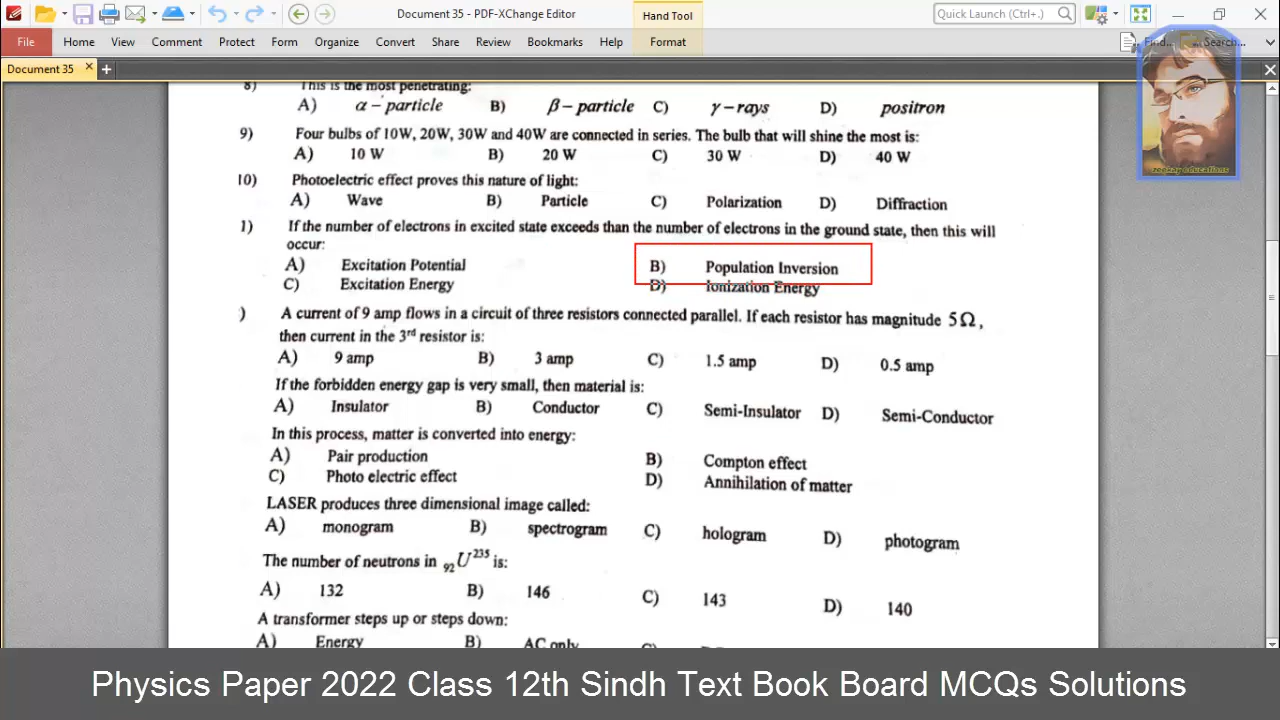 Document 35 - PDF-XChange Editor
Hand Tool
Quick Launch (Ctrl+.)
File Home View Comment Protect Form Organize Convert Share Review Bookmarks Help Format Find... Search...
Document 35
8) This is the most penetrating:
A) α – particle B) β – particle C) γ – rays D) positron
9) Four bulbs of 10W, 20W, 30W and 40W are connected in series. The bulb that will shine the most is:
A) 10 W B) 20 W C) 30 W D) 40 W
10) Photoelectric effect proves this nature of light:
A) Wave B) Particle C) Polarization D) Diffraction
1) If the number of electrons in excited state exceeds than the number of electrons in the ground state, then this will
occur:
A) Excitation Potential B) Population Inversion
C) Excitation Energy D) Ionization Energy
) A current of 9 amp flows in a circuit of three resistors connected parallel. If each resistor has magnitude 5Ω,
then current in the 3rd resistor is:
A) 9 amp B) 3 amp C) 1.5 amp D) 0.5 amp
If the forbidden energy gap is very small, then material is:
A) Insulator B) Conductor C) Semi-Insulator D) Semi-Conductor
In this process, matter is converted into energy:
A) Pair production B) Compton effect
C) Photo electric effect D) Annihilation of matter
LASER produces three dimensional image called:
A) monogram B) spectrogram C) hologram D) photogram
The number of neutrons in ₉₂U²³⁵ is:
A) 132 B) 146 C) 143 D) 140
A transformer steps up or steps down:
A) Energy B) AC only
Physics Paper 2022 Class 12th Sindh Text Book Board MCQs Solutions